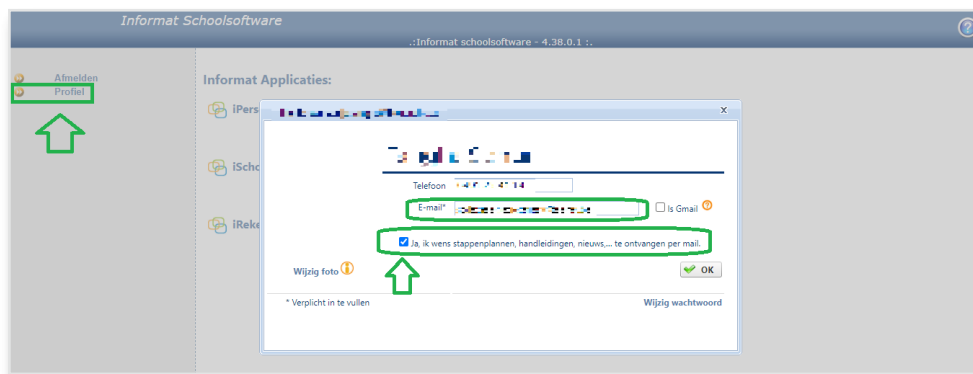 Informat Schoolsoftware
.:Informat schoolsoftware - 4.38.0.1 :.
Afmelden
Profiel
Informat Applicaties:
iPers
iScho
iReke
x
Telefoon
E-mail*
Is Gmail
Ja, ik wens stappenplannen, handleidingen, nieuws,... te ontvangen per mail.
Wijzig foto
OK
* Verplicht in te vullen
Wijzig wachtwoord